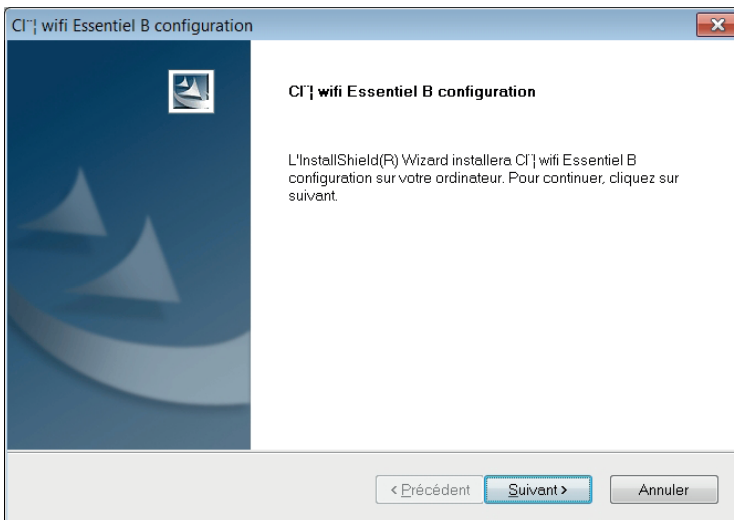 Cl¨¦ wifi Essentiel B configuration
Cl¨¦ wifi Essentiel B configuration
L'InstallShield(R) Wizard installera Cl¨¦ wifi Essentiel B
configuration sur votre ordinateur. Pour continuer, cliquez sur
suivant.
< Précédent
Suivant >
Annuler